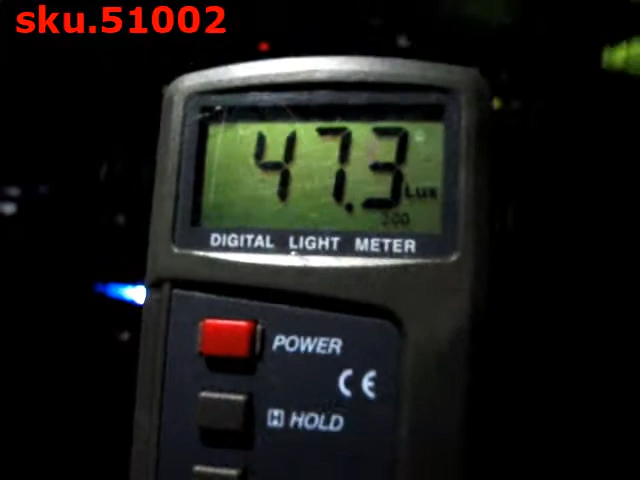 sku.51002
47.3
Lux
200
DIGITAL LIGHT METER
POWER
CE
H HOLD